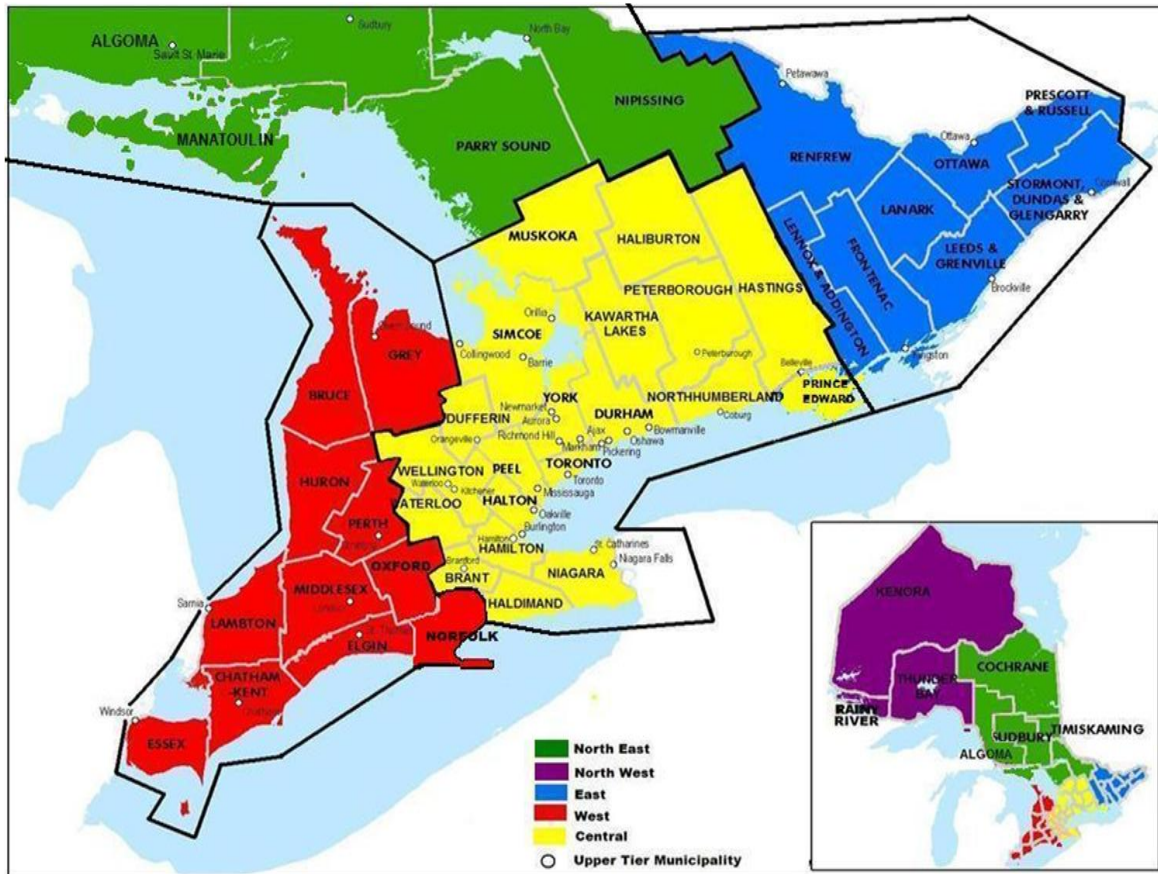 ALGOMA
Sudbury
Sault St. Marie
North Bay
MANATOULIN
PARRY SOUND
NIPISSING
Petawawa
RENFREW
Ottawa
OTTAWA
PRESCOTT
& RUSSELL
STORMONT,
DUNDAS &
GLENGARRY
Cornwall
LANARK
LEEDS &
GRENVILLE
Brockville
LENNOX & ADDINGTON
FRONTENAC
Kingston
MUSKOKA
HALIBURTON
PETERBOROUGH
HASTINGS
KAWARTHA
LAKES
Orillia
SIMCOE
Collingwood
Barrie
Peterborough
Belleville
PRINCE
EDWARD
NORTHHUMBERLAND
Coburg
YORK
Newmarket
Aurora
DURHAM
DUFFERIN
Orangeville
Richmond Hill
Ajax
Bowmanville
Oshawa
Markham
Pickering
WELLINGTON
PEEL
TORONTO
Toronto
Waterloo
Kitchener
WATERLOO
HALTON
Mississauga
Oakville
Burlington
Hamilton
HAMILTON
St. Catharines
Niagara Falls
NIAGARA
Brantford
BRANT
HALDIMAND
Owen Sound
GREY
BRUCE
HURON
PERTH
OXFORD
MIDDLESEX
London
Sarnia
LAMBTON
St. Thomas
ELGIN
NORFOLK
CHATHAM
-KENT
Chatham
Windsor
ESSEX
North East
North West
East
West
Central
Upper Tier Municipality
KENORA
COCHRANE
THUNDER
BAY
RAINY
RIVER
SUDBURY
TIMISKAMING
ALGOMA